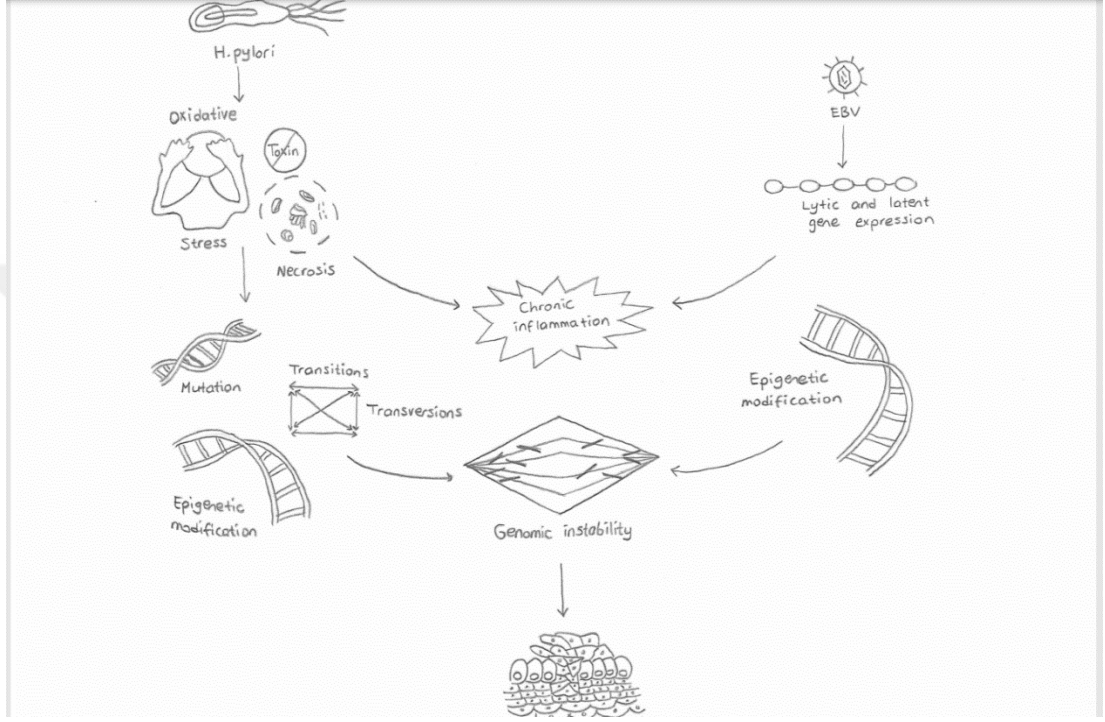 H.pylori
EBV
Oxidative
Toxin
Stress
Necrosis
Lytic and latent
gene expression
Chronic
inflammation
Mutation
Transitions
Transversions
Epigenetic
modification
Epigenetic
modification
Genomic instability